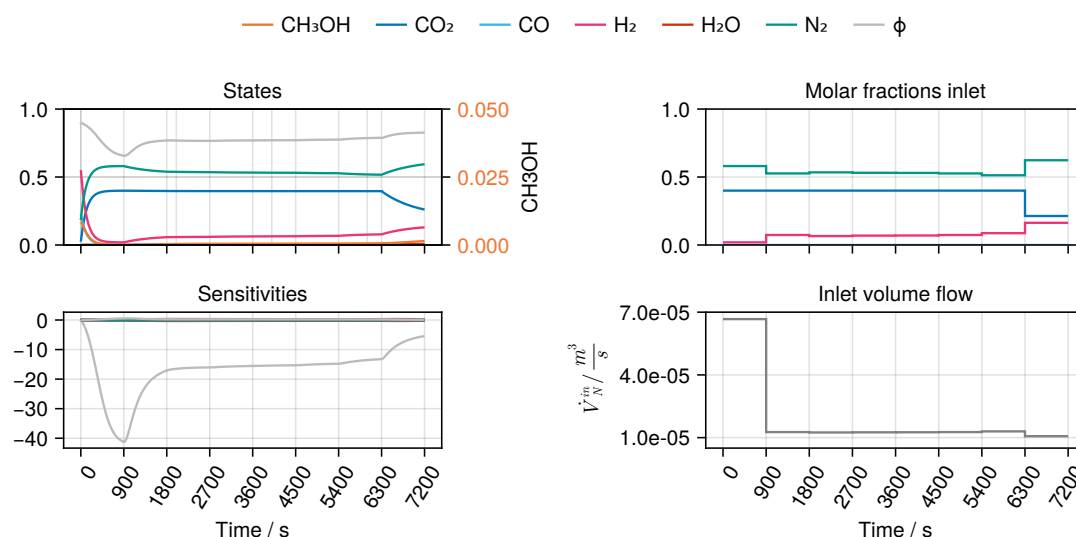 CH₃OH CO₂ CO H₂ H₂O N₂ ϕ
States
1.0
0.5
0.0
0.050
0.025
0.000
CH3OH
Molar fractions inlet
1.0
0.5
0.0
Sensitivities
0
−10
−20
−30
−40
0 900 1800 2700 3600 4500 5400 6300 7200
Time / s
Inlet volume flow
7.0e-05
4.0e-05
1.0e-05
V̇_N^in / m³/s
0 900 1800 2700 3600 4500 5400 6300 7200
Time / s